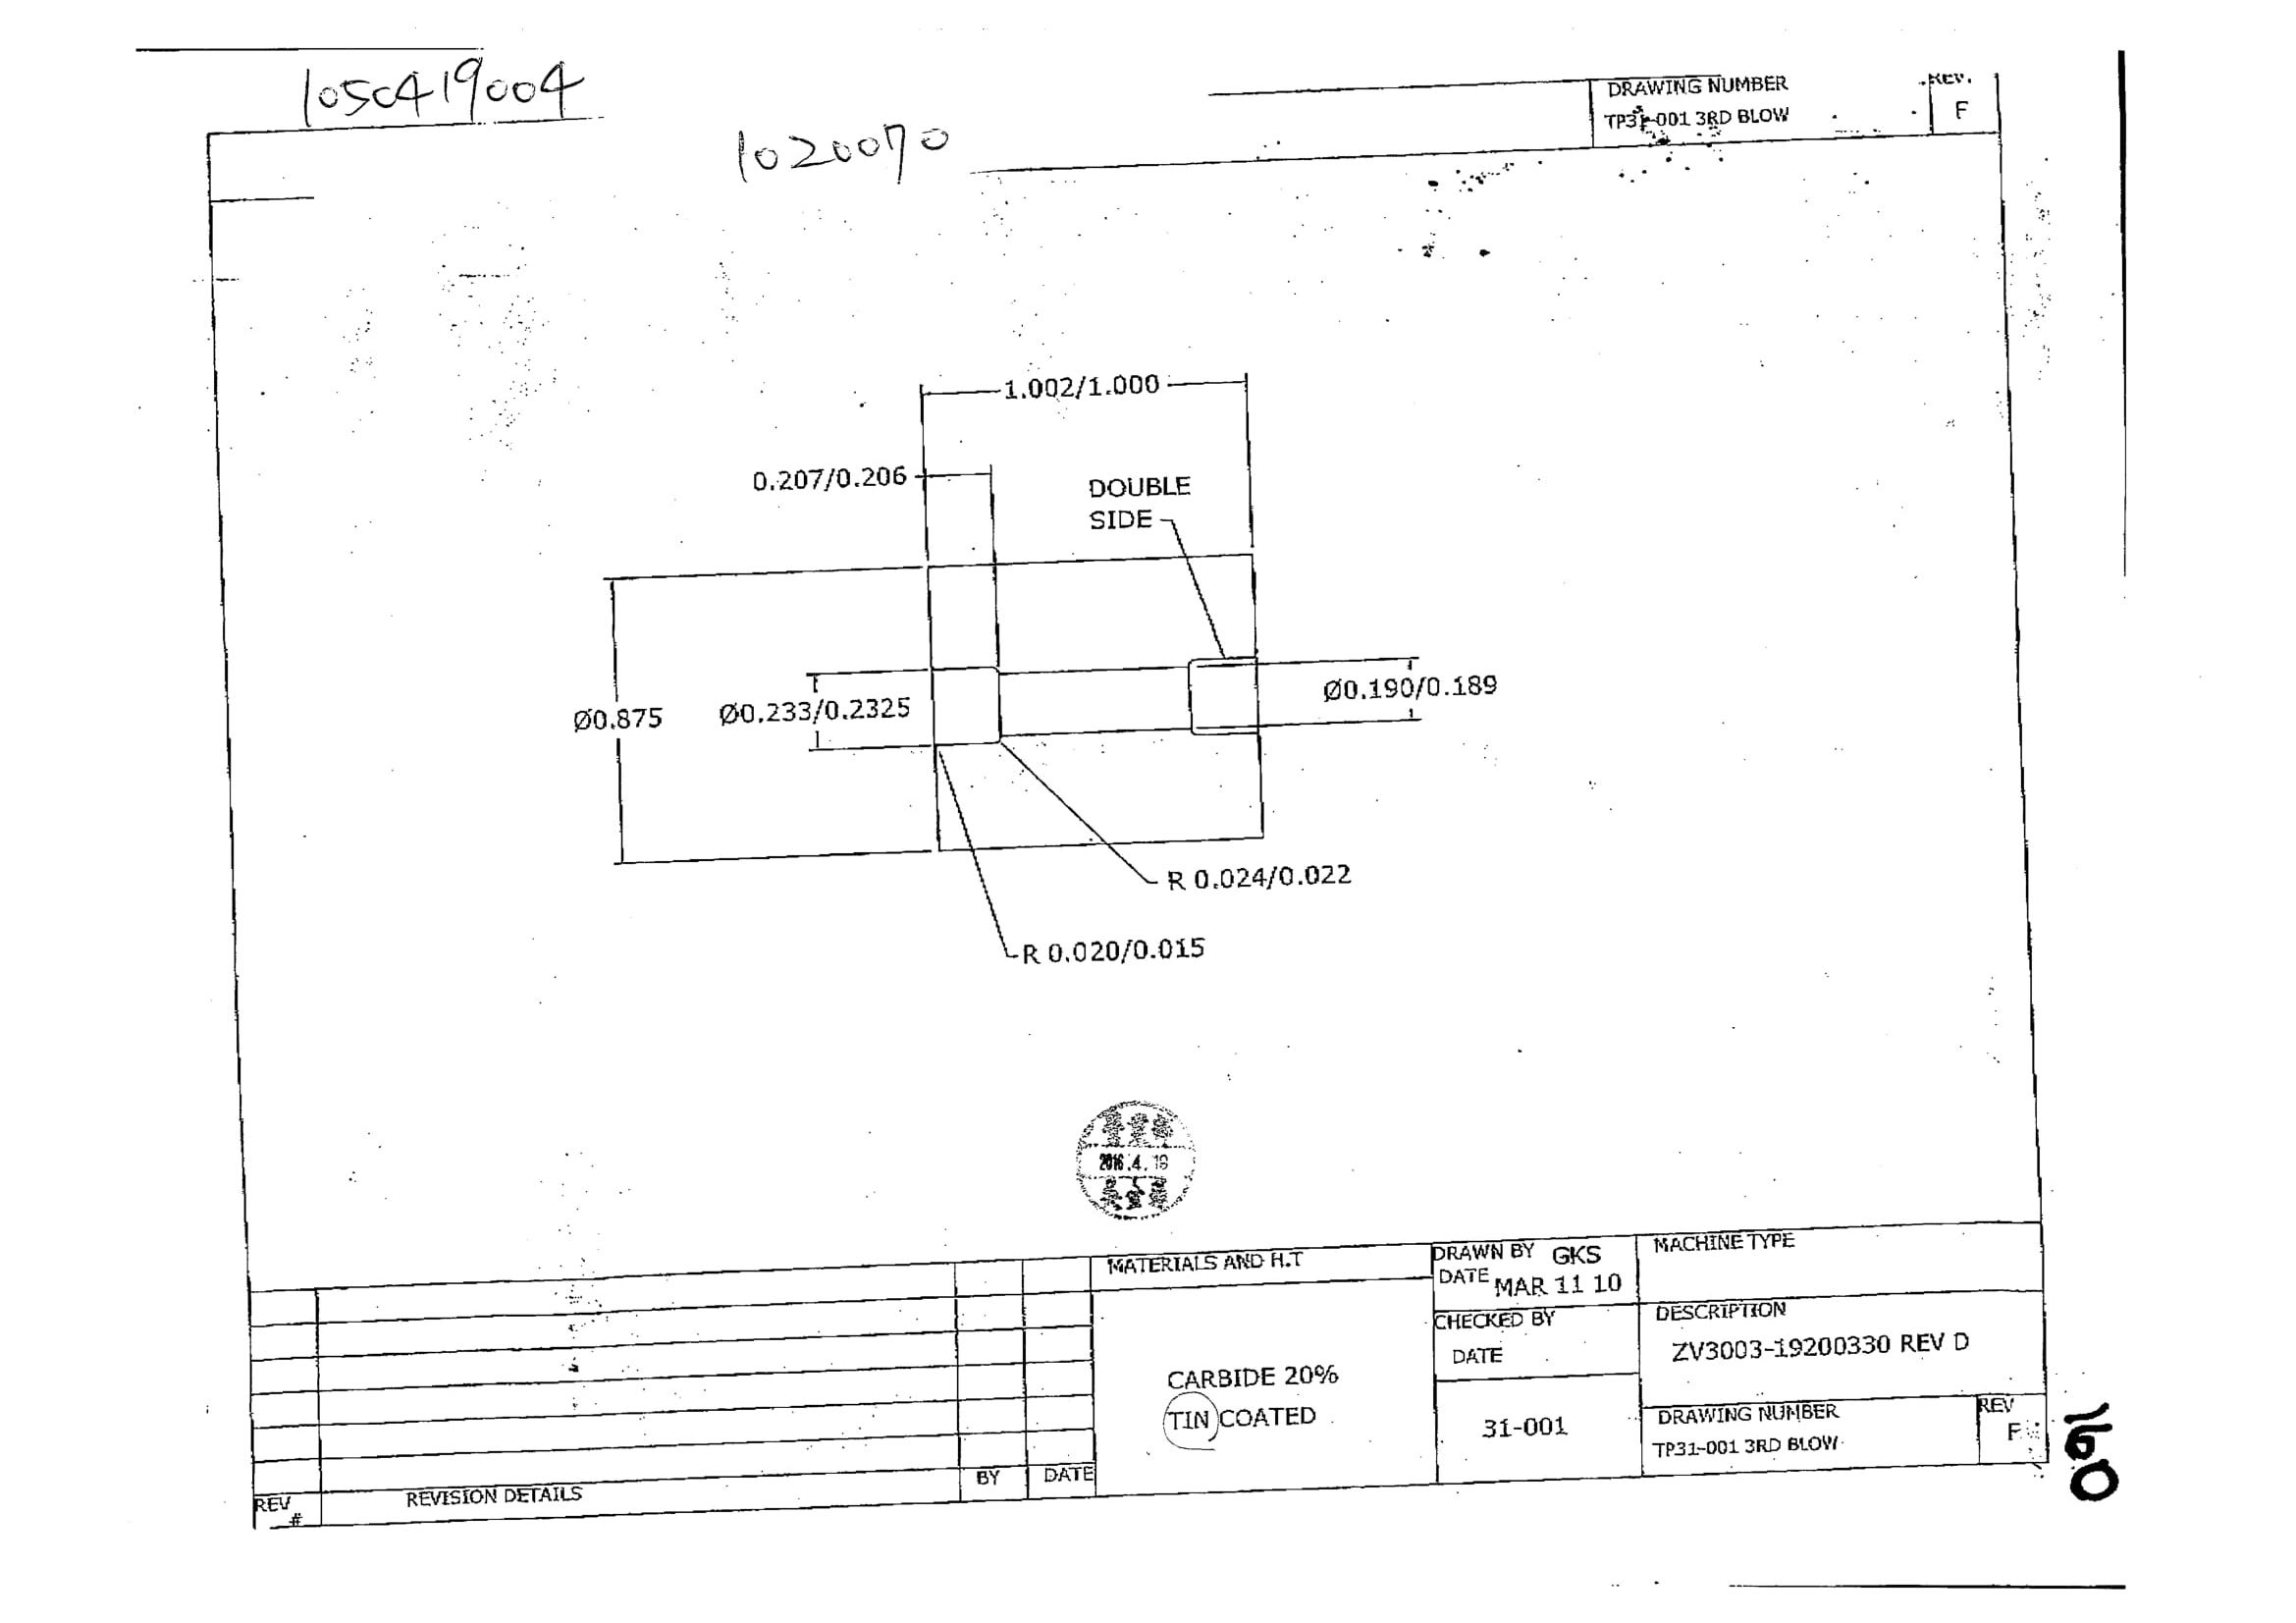 1050419004
1020070
DRAWING NUMBER
REV.
TP31-001 3RD BLOW
F
1.002/1.000
0.207/0.206
DOUBLE
SIDE
Ø0.875
Ø0.233/0.2325
Ø0.190/0.189
R 0.024/0.022
R 0.020/0.015
2016.4.19
MATERIALS AND H.T
CARBIDE 20%
TIN COATED
DRAWN BY GKS
DATE MAR 11 10
CHECKED BY
DATE
31-001
MACHINE TYPE
DESCRIPTION
ZV3003-19200330 REV D
DRAWING NUMBER
TP31-001 3RD BLOW
REV
F
REV
#
REVISION DETAILS
BY
DATE
160